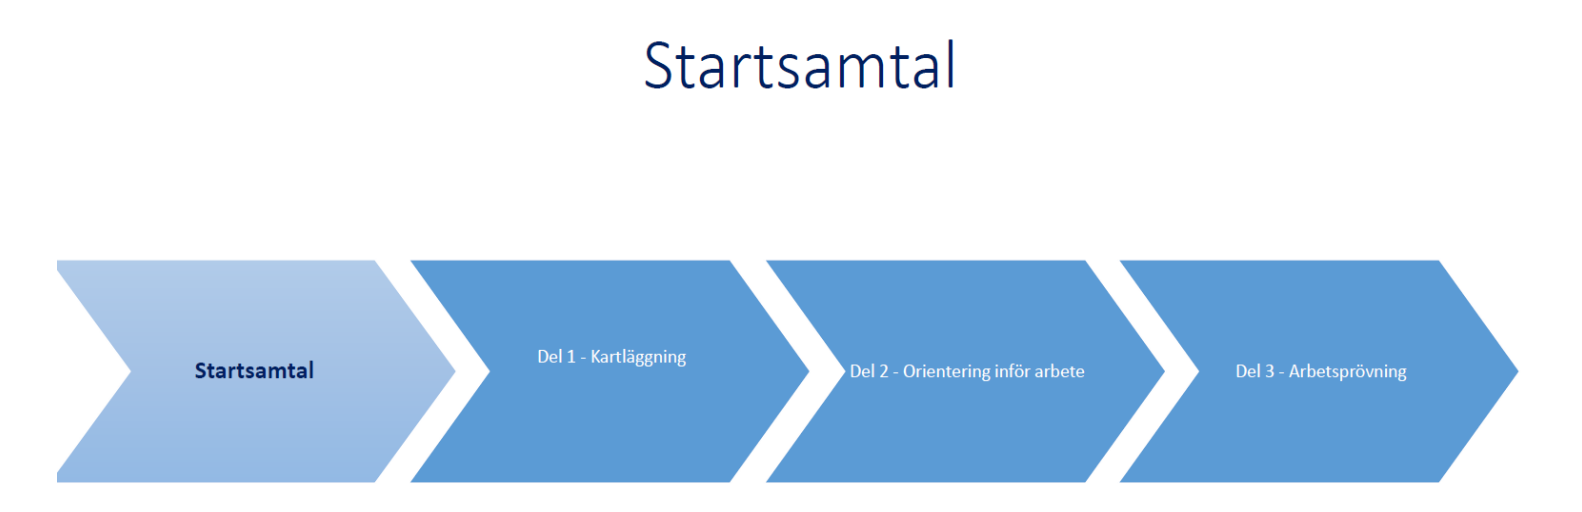 Startsamtal
Startsamtal
Del 1 - Kartläggning
Del 2 - Orientering inför arbete
Del 3 - Arbetsprövning